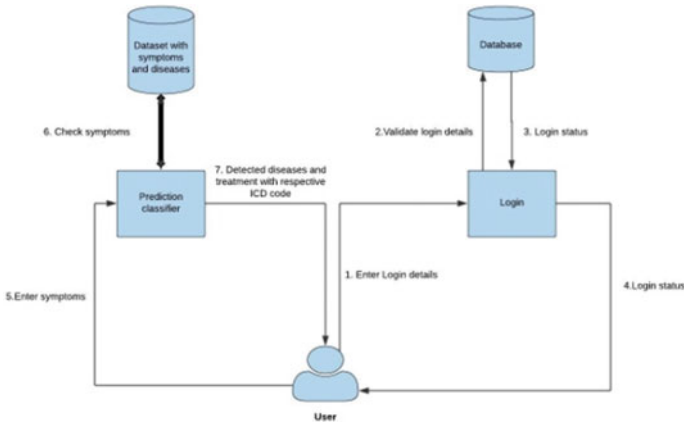 Dataset with
symptoms
and diseases
Database
6. Check symptoms
2.Validate login details
3. Login status
7. Detected diseases and
treatment with respective
ICD code
Prediction
classifier
Login
1. Enter Login details
5.Enter symptoms
4.Login status
User